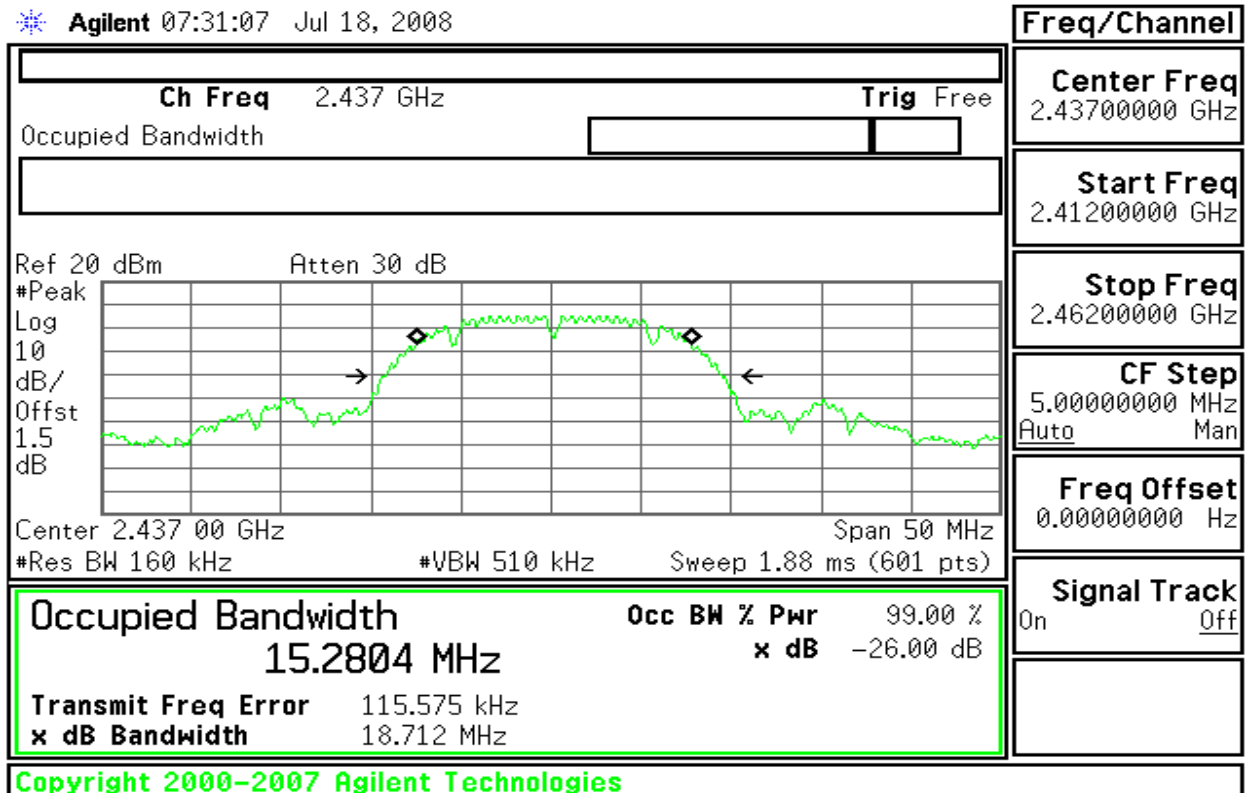 Agilent 07:31:07 Jul 18, 2008
Freq/Channel
Ch Freq 2.437 GHz Trig Free
Occupied Bandwidth
Center Freq
2.43700000 GHz
Start Freq
2.41200000 GHz
Stop Freq
2.46200000 GHz
CF Step
5.00000000 MHz
Auto Man
Freq Offset
0.00000000 Hz
Signal Track
On Off
Ref 20 dBm Atten 30 dB
#Peak
Log
10
dB/
Offst
1.5
dB
Center 2.437 00 GHz Span 50 MHz
#Res BW 160 kHz #VBW 510 kHz Sweep 1.88 ms (601 pts)
Occupied Bandwidth Occ BW % Pwr 99.00 %
15.2804 MHz x dB -26.00 dB
Transmit Freq Error 115.575 kHz
x dB Bandwidth 18.712 MHz
Copyright 2000-2007 Agilent Technologies